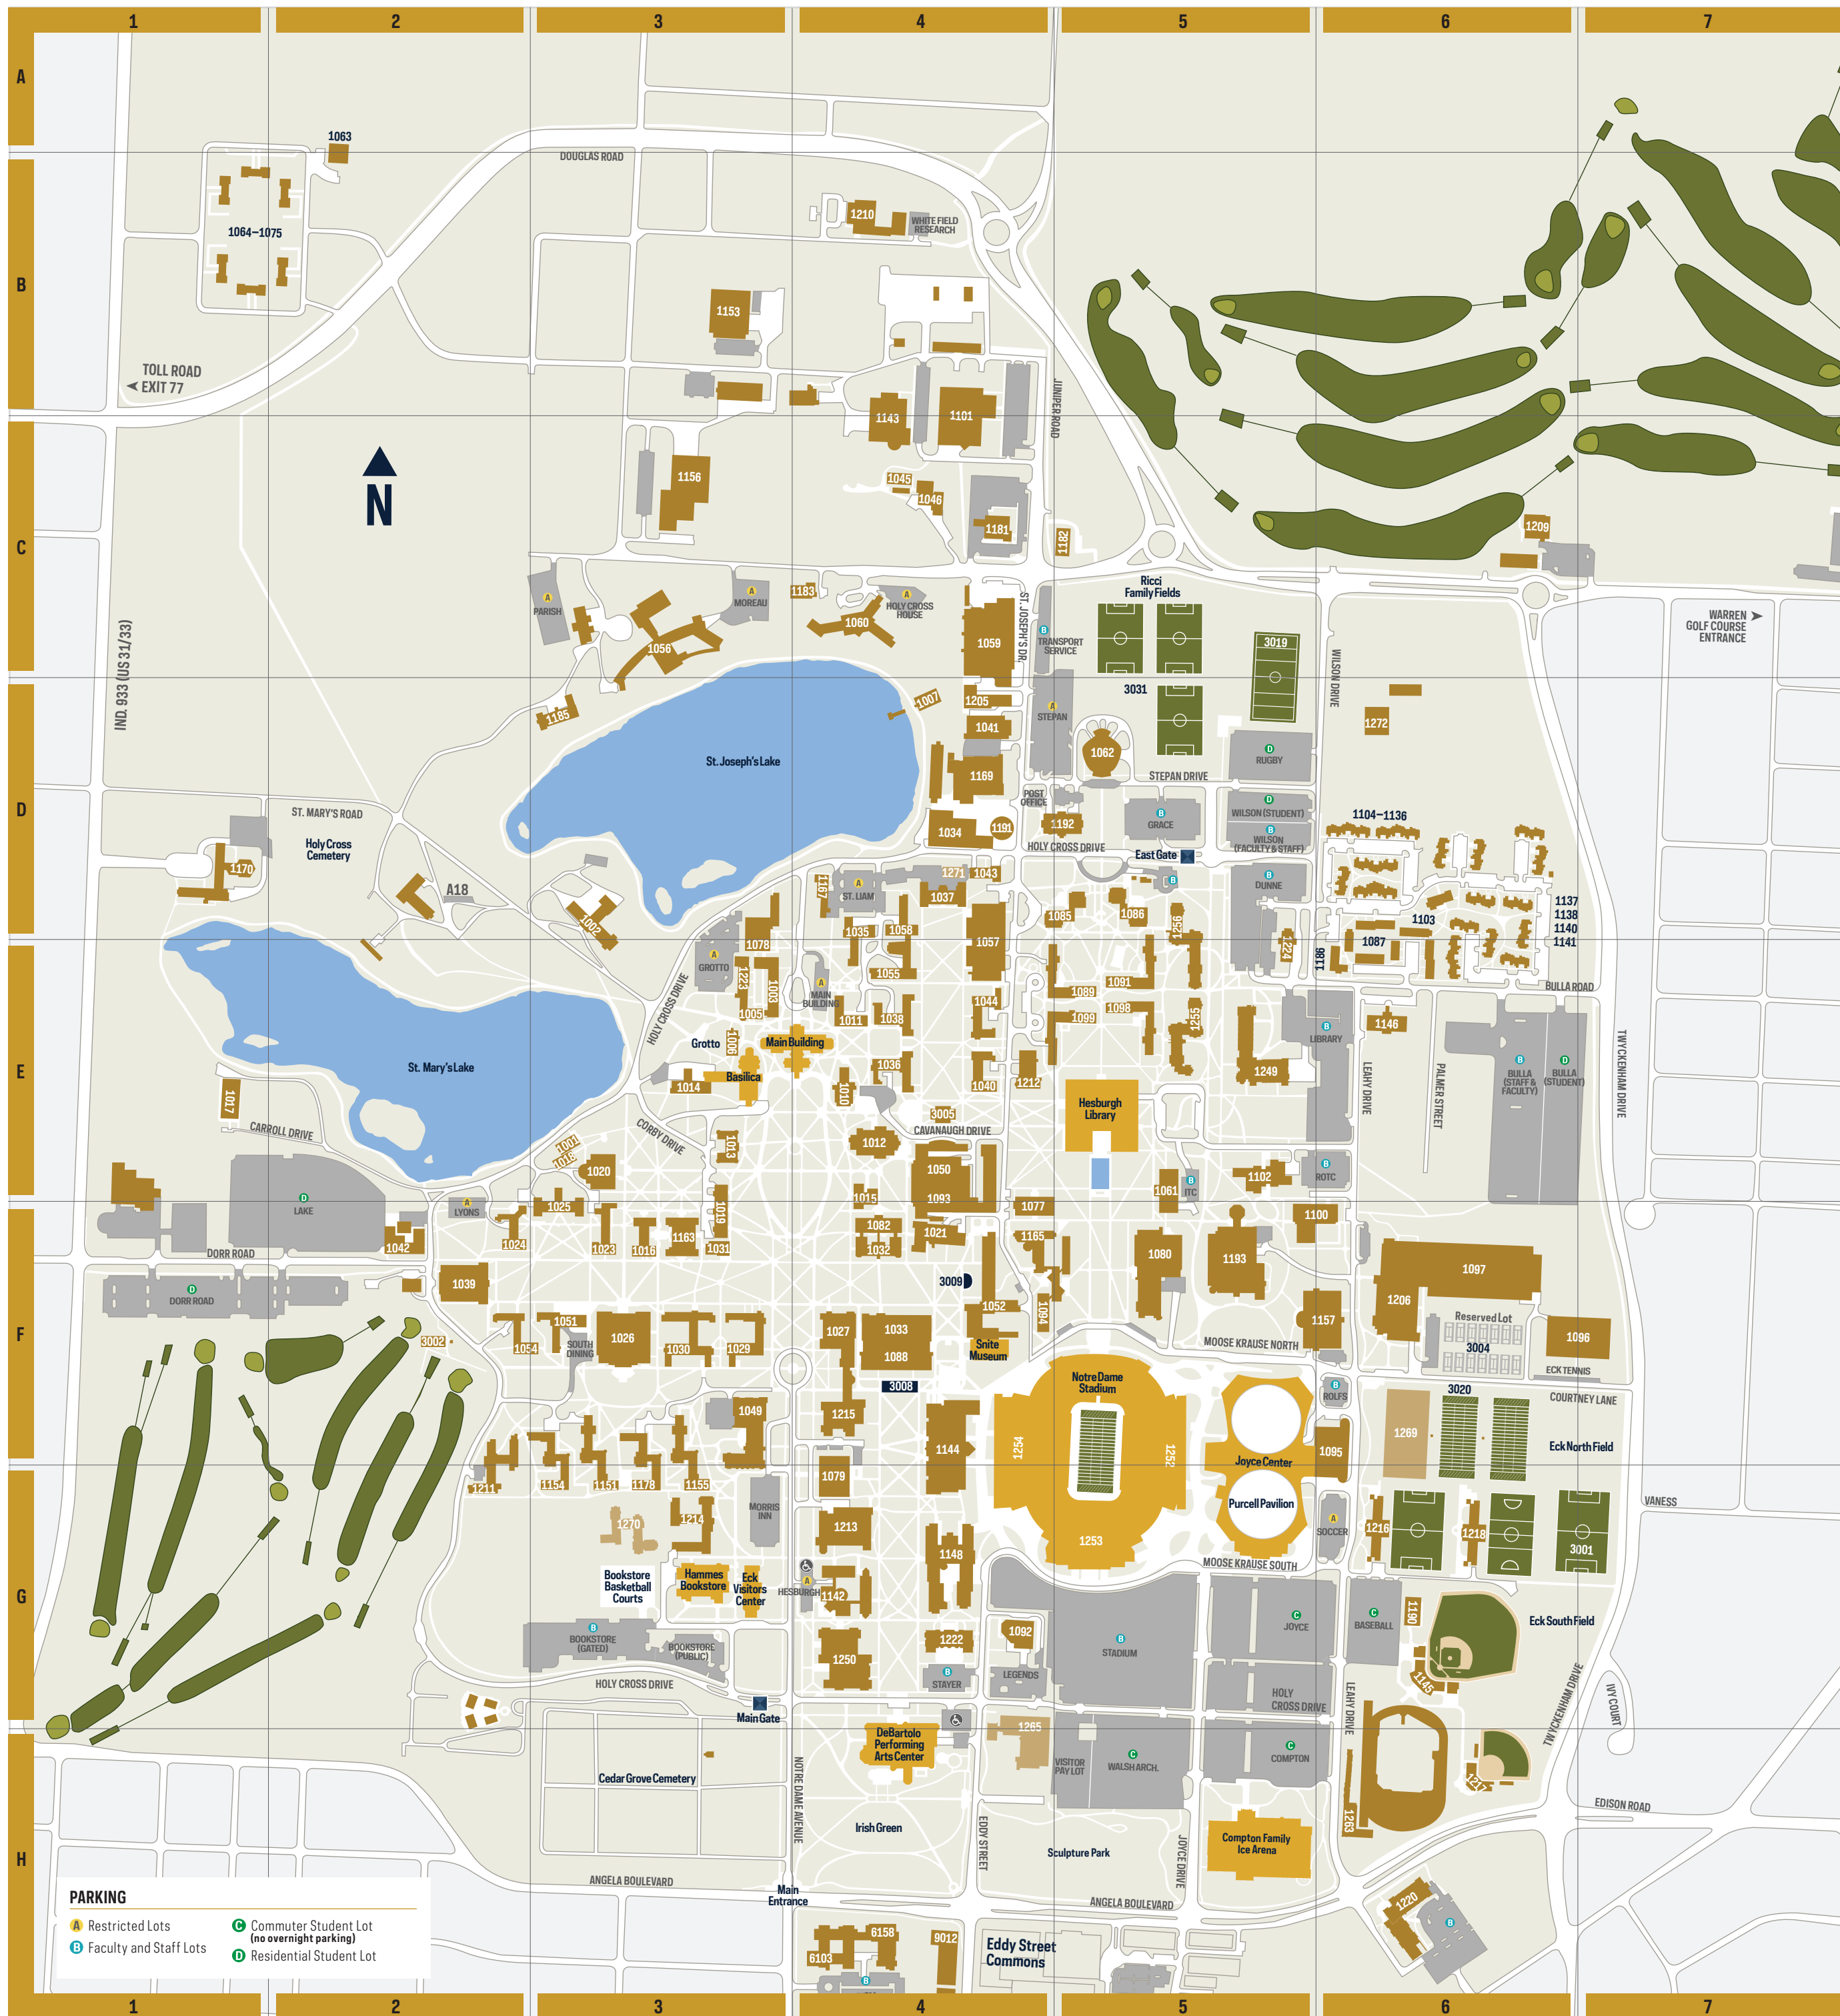 1 2 3 4 5 6 7
A
1063
DOUGLAS ROAD
1210
WHITE FIELD
RESEARCH
1064–1075
B
1153
TOLL ROAD
EXIT 77
JUNIPER ROAD
1143
1101
N
1156
1045
1046
1181
1182
1209
C
IND. 933 (US 31/33)
A
PARISH
A
MOREAU
1183
A
HOLY CROSS
HOUSE
1060
1056
1059
ST. JOSEPH'S DR.
B
TRANSPORT
SERVICE
Ricci
Family Fields
3019
WARREN
GOLF COURSE
ENTRANCE
WILSON DRIVE
3031
1185
1007
1205
1041
A
STEPAN
1062
1272
St. Joseph's Lake
D
RUGBY
1169
STEPAN DRIVE
POST
OFFICE
D
ST. MARY'S ROAD
Holy Cross
Cemetery
1034
1191
1192
B
GRACE
D
WILSON (STUDENT)
B
WILSON
(FACULTY & STAFF)
1104–1136
HOLY CROSS DRIVE
East Gate
1170
A18
1002
1167
A
ST. LIAM
1271
1043
1037
B
B
DUNNE
1085
1086
1256
1137
1138
1140
1141
1103
1035
1058
1078
1057
1087
1186
1224
A
GROTTO
1223
1003
A
MAIN
BUILDING
1055
1089
1091
BULLA ROAD
HOLY CROSS DRIVE
1005
1011
1038
1044
1099
1098
1255
1146
B
LIBRARY
Grotto
1006
Main Building
E
St. Mary's Lake
Basilica
1014
1036
1010
1040
1212
1249
LEAHY DRIVE
PALMER STREET
B
BULLA
(STAFF &
FACULTY)
D
BULLA
(STUDENT)
TWYCKENHAM DRIVE
1017
CARROLL DRIVE
Hesburgh
Library
3005
CAVANAUGH DRIVE
CORBY DRIVE
1001
1018
1013
1012
1020
1050
1093
1061
B
ITC
1102
B
ROTC
D
LAKE
A
LYONS
1025
1019
1015
1077
1100
1042
1024
1023
1016
1163
1031
1082
1032
1021
1165
1080
1193
DORR ROAD
1039
D
DORR ROAD
3009
1097
1206
1052
1094
1157
Reserved Lot
3004
1096
F
3002
1054
1051
SOUTH
DINING
1026
1030
1029
1027
1033
1088
Snite
Museum
MOOSE KRAUSE NORTH
ECK TENNIS
3008
Notre Dame
Stadium
B
ROLFS
3020
COURTNEY LANE
1049
1215
1144
1254
1252
Joyce Center
1095
1269
Eck North Field
1211
1154
1151
1178
1155
1079
MORRIS
INN
Purcell Pavilion
VANESS
1270
1214
1213
1253
A
SOCCER
1216
1218
3001
1148
MOOSE KRAUSE SOUTH
G
Bookstore
Basketball
Courts
Hammes
Bookstore
Eck
Visitors
Center
A
HESBURGH
1142
C
JOYCE
C
BASEBALL
1190
Eck South Field
B
BOOKSTORE
(GATED)
BOOKSTORE
(PUBLIC)
1222
1092
B
STADIUM
1250
B
STAYER
LEGENDS
1145
HOLY CROSS DRIVE
HOLY
CROSS DRIVE
LEAHY DRIVE
TWYCKENHAM DRIVE
IVY COURT
Main Gate
DeBartolo
Performing
Arts Center
1265
VISITOR
PAY LOT
C
WALSH ARCH.
C
COMPTON
Cedar Grove Cemetery
NOTRE DAME AVENUE
1217
EDISON ROAD
1263
Irish Green
EDDY STREET
Sculpture Park
JOYCE DRIVE
Compton Family
Ice Arena
H
ANGELA BOULEVARD
Main
Entrance
ANGELA BOULEVARD
1220
B
6103
6158
9012
B
Eddy Street
Commons
PARKING
A Restricted Lots
B Faculty and Staff Lots
C Commuter Student Lot
(no overnight parking)
D Residential Student Lot
1 2 3 4 5 6 7